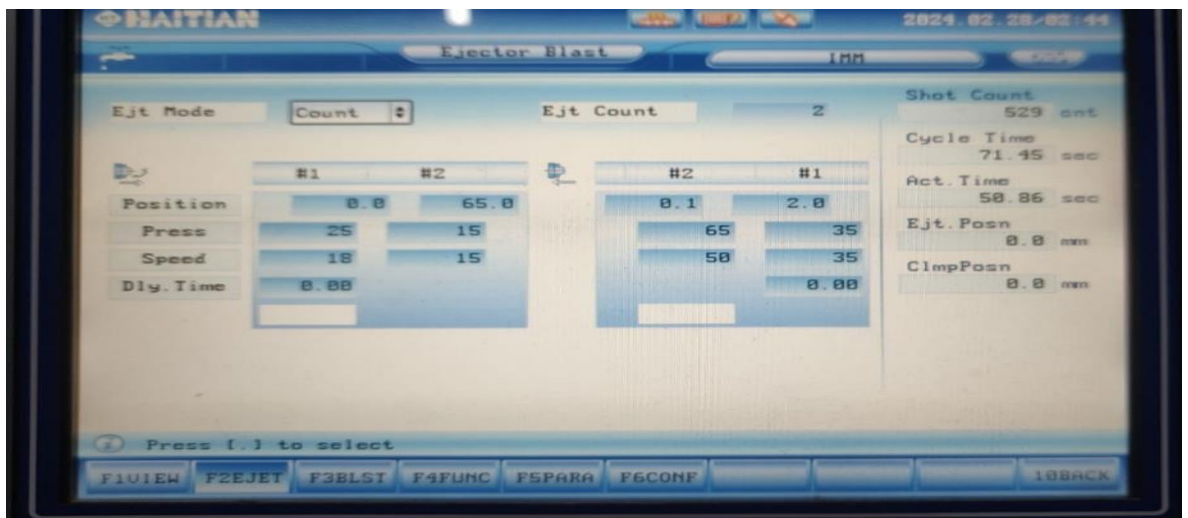 HAITIAN 2024.02.28/02:44
Ejector Blast IMM
Ejt Mode Count Ejt Count 2
Shot Count
529 cnt
Cycle Time
71.45 sec
Act.Time
50.86 sec
Ejt.Posn
0.0 mm
ClmpPosn
0.0 mm
#1 #2 #2 #1
Position 0.0 65.0 0.1 2.0
Press 25 15 65 35
Speed 18 15 50 35
Dly.Time 0.00 0.00
Press [.] to select
F1VIEW F2EJET F3BLST F4FUNC F5PARA F6CONF 10BACK